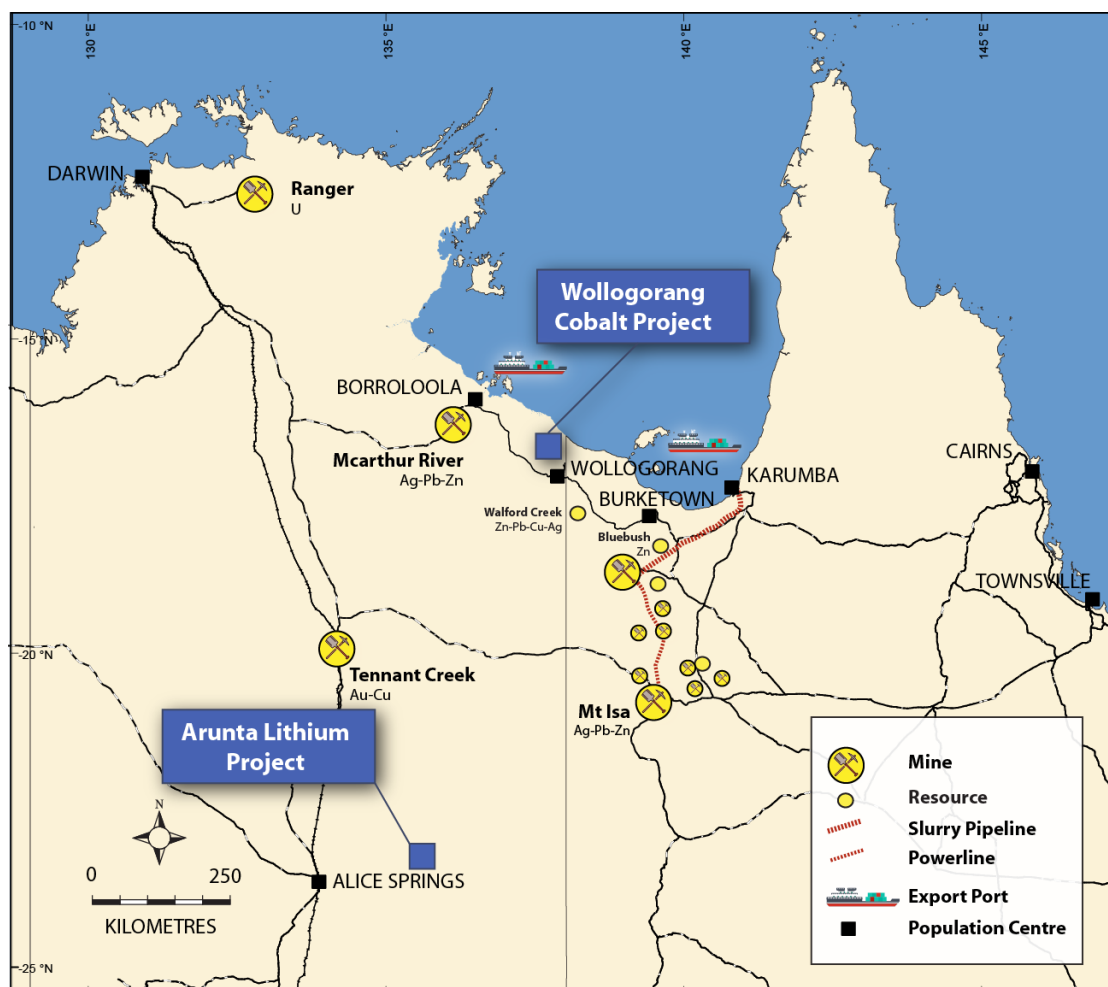 130 °E
135 °E
140 °E
145 °E
-10 °N
DARWIN
Ranger
U
Wollogorang
Cobalt Project
-15 °N
BORROLOOLA
Mcarthur River
Ag-Pb-Zn
WOLLOGORANG
KARUMBA
CAIRNS
BURKETOWN
Walford Creek
Zn-Pb-Cu-Ag
Bluebush
Zn
TOWNSVILLE
-20 °N
Tennant Creek
Au-Cu
Mt Isa
Ag-Pb-Zn
Arunta Lithium
Project
N
0 250
KILOMETRES
ALICE SPRINGS
-25 °N
Mine
Resource
Slurry Pipeline
Powerline
Export Port
Population Centre